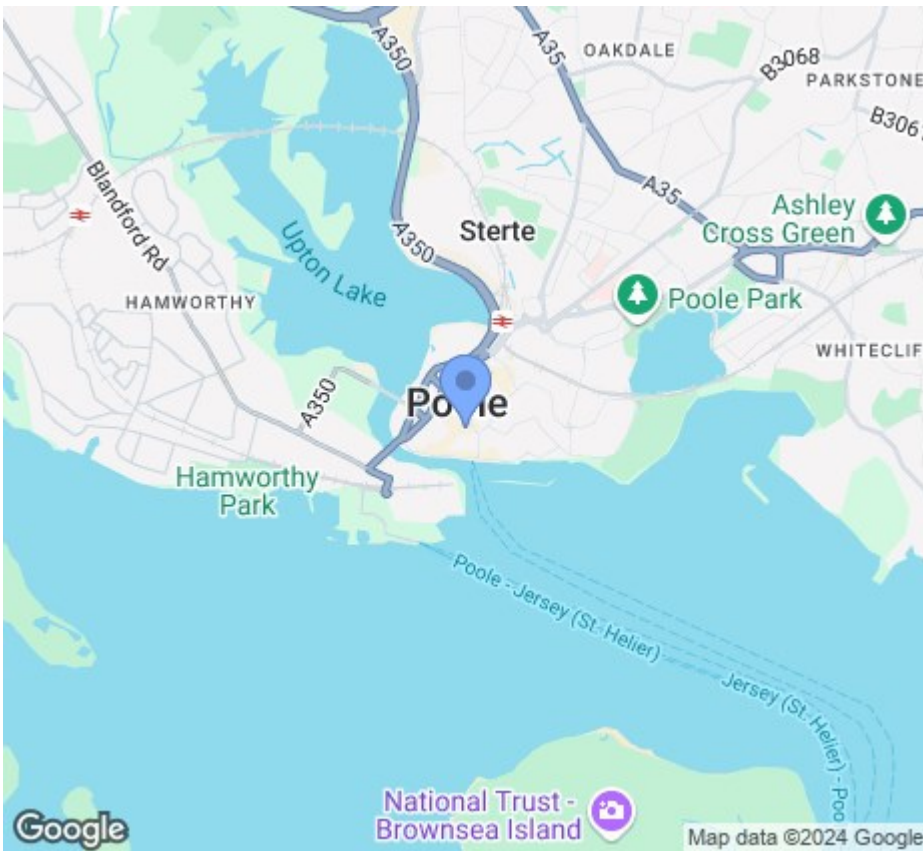 A350
A35
OAKDALE
B3068
PARKSTONE
B306
Blandford Rd
A35
Ashley
Cross Green
Upton Lake
A350
Sterte
Poole Park
HAMWORTHY
WHITECLIF
A350
Poole
Hamworthy
Park
Poole - Jersey (St. Helier)
Jersey (St. Helier) - Poo
National Trust -
Brownsea Island
Google
Map data ©2024 Google